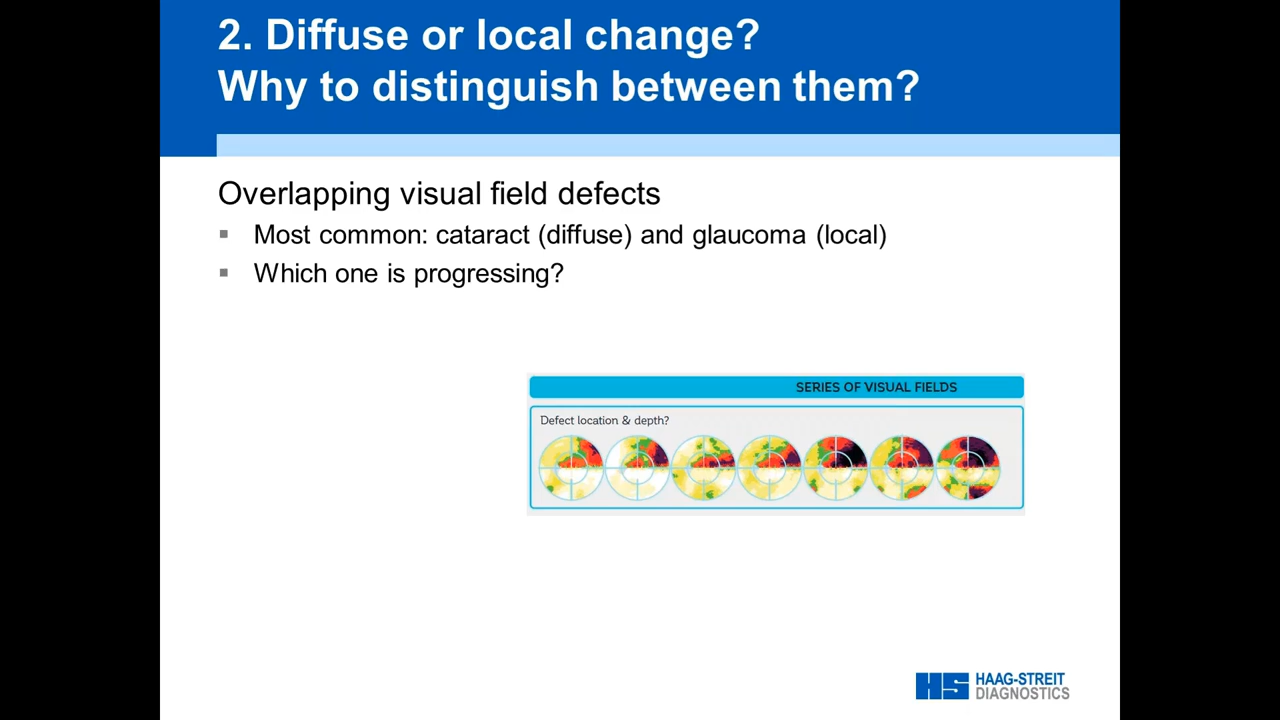 2. Diffuse or local change?
Why to distinguish between them?
Overlapping visual field defects
Most common: cataract (diffuse) and glaucoma (local)
Which one is progressing?
SERIES OF VISUAL FIELDS
Defect location & depth?
HS HAAG-STREIT
DIAGNOSTICS